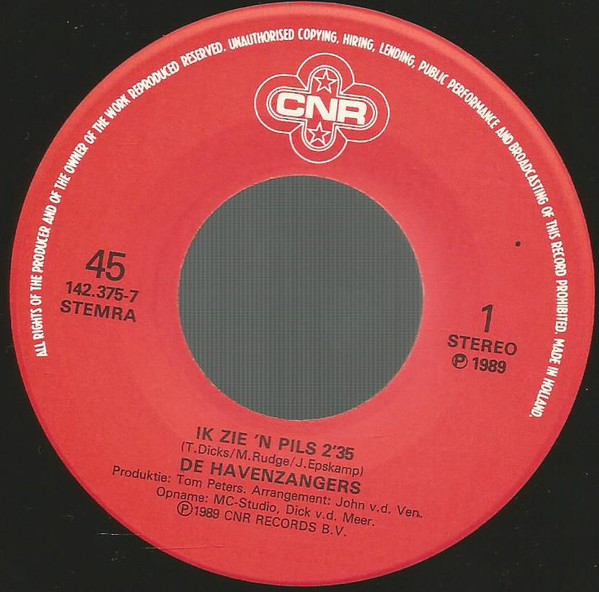 ALL RIGHTS OF THE PRODUCER AND OF THE OWNER OF THE WORK REPRODUCED RESERVED. UNAUTHORISED COPYING, HIRING, LENDING, PUBLIC PERFORMANCE AND BROADCASTING OF THIS RECORD PROHIBITED. MADE IN HOLLAND.
CNR
45
142.375-7
STEMRA
1
STEREO
℗ 1989
IK ZIE 'N PILS 2'35
(T.Dicks/M.Rudge/J.Epskamp)
DE HAVENZANGERS
Produktie: Tom Peters. Arrangement: John v.d. Ven.
Opname: MC-Studio, Dick v.d. Meer.
℗1989 CNR RECORDS B.V.